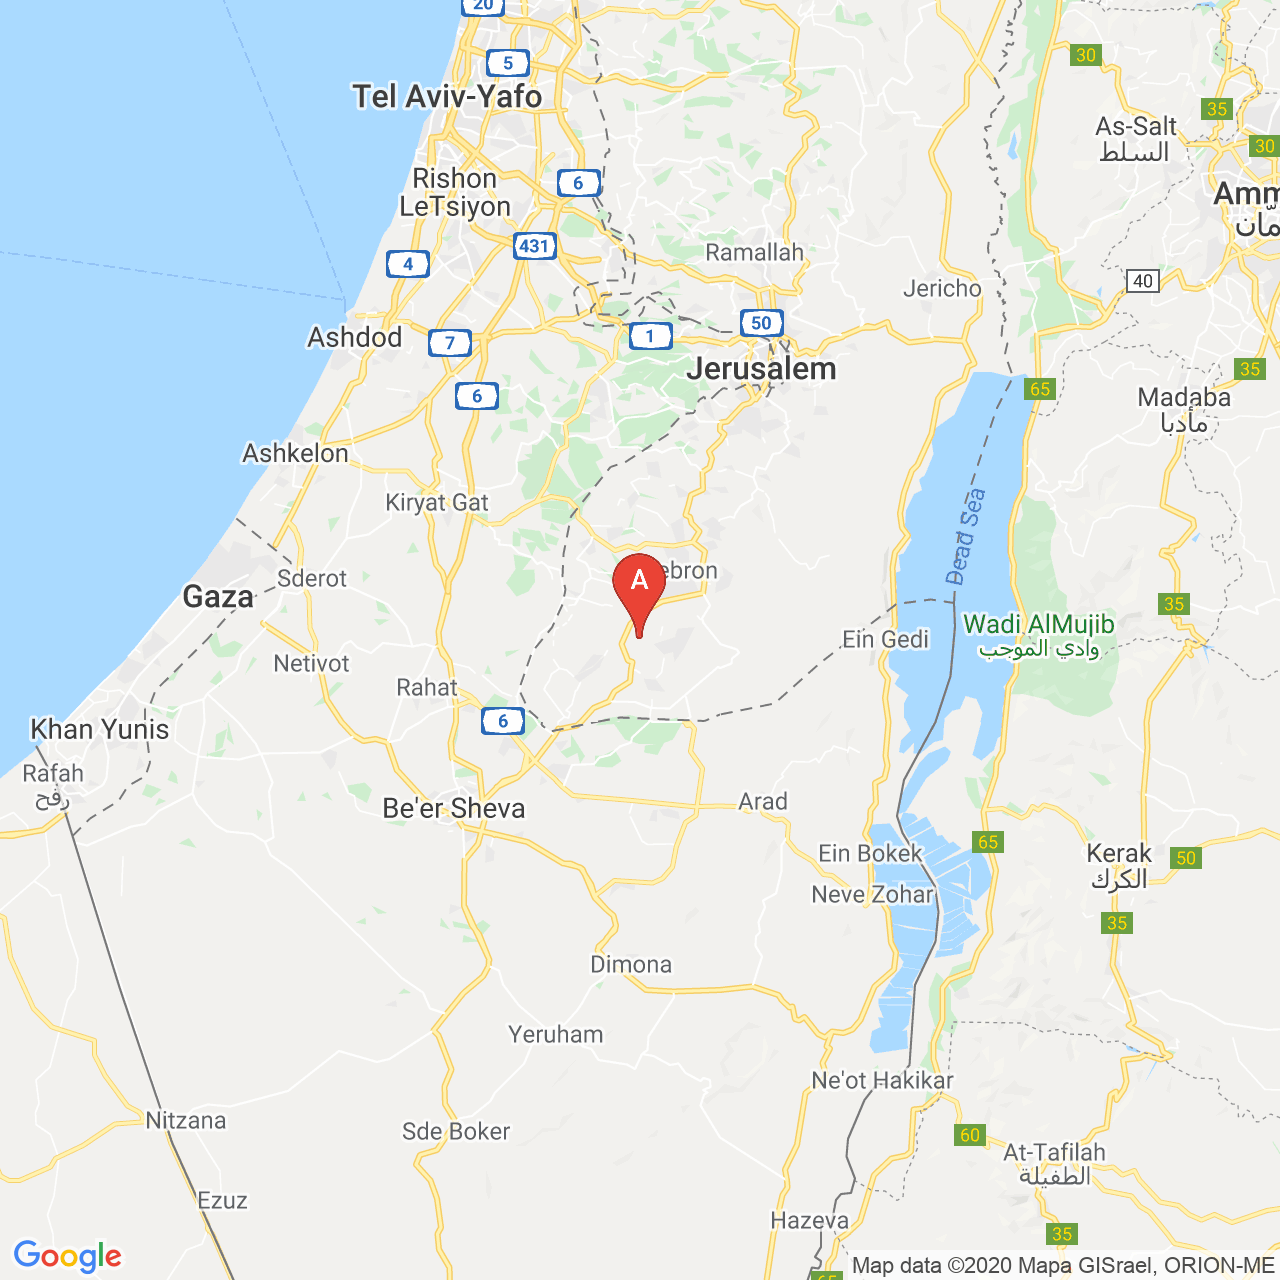 20
5
Tel Aviv-Yafo
30
35
As-Salt
السلط
30
Rishon
LeTsiyon
6
Amm
عمّان
431
4
Ramallah
40
Jericho
50
Ashdod
7
1
Jerusalem
35
65
6
Madaba
مأدبا
Ashkelon
Kiryat Gat
Dead Sea
A
ebron
Sderot
Gaza
35
Wadi AlMujib
وادي الموجب
Ein Gedi
Netivot
Rahat
6
Khan Yunis
Rafah
رفح
Be'er Sheva
Arad
65
Ein Bokek
Kerak
الكرك
50
Neve Zohar
35
Dimona
Yeruham
Ne'ot Hakikar
Nitzana
Sde Boker
60
At-Tafilah
الطفيلة
Ezuz
Hazeva
35
Google
65
Map data ©2020 Mapa GISrael, ORION-ME